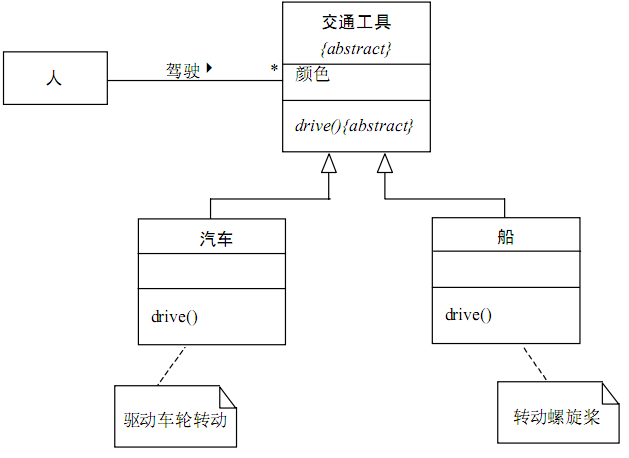 交通工具
{abstract}
人
驾驶
*
颜色
drive(){abstract}
汽车
船
drive()
drive()
驱动车轮转动
转动螺旋桨